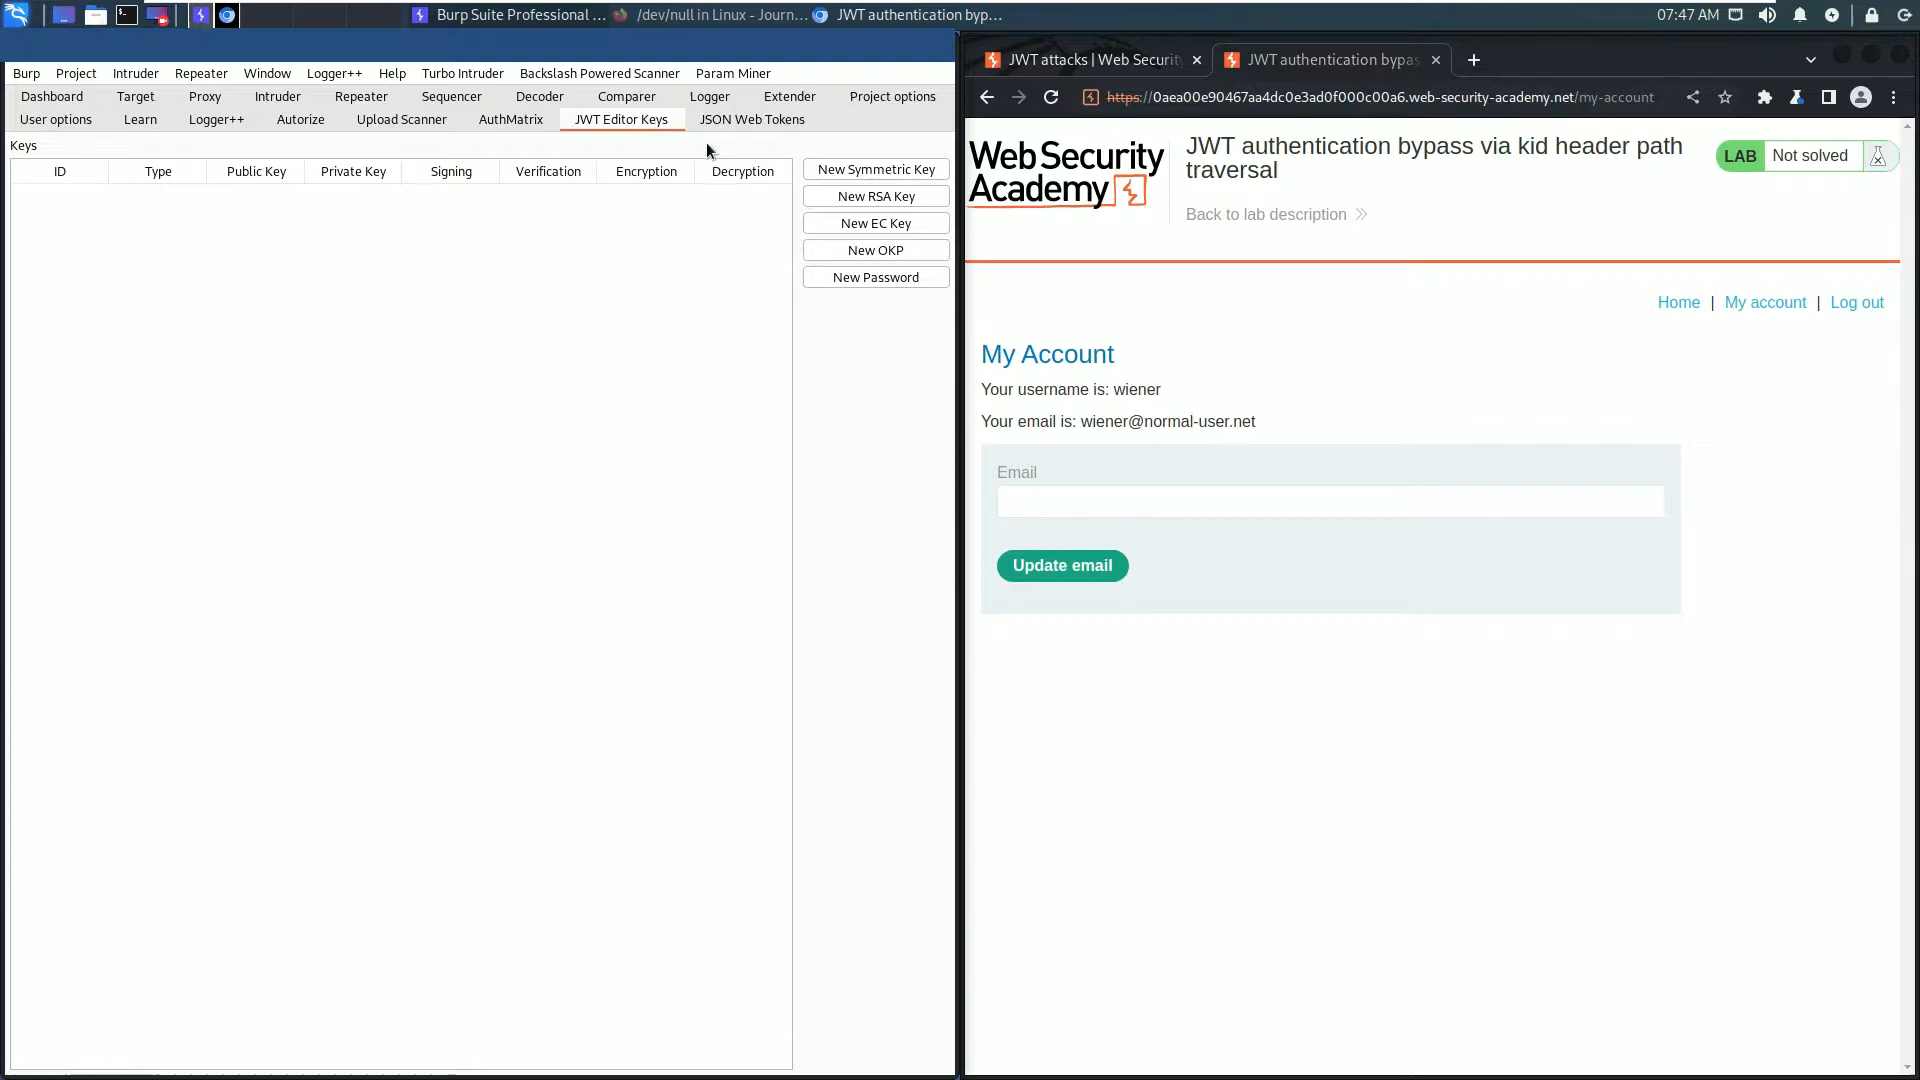 Burp Suite Professional ... /dev/null in Linux - Journ... JWT authentication byp... 07:47 AM
Burp Project Intruder Repeater Window Logger++ Help Turbo Intruder Backslash Powered Scanner Param Miner
Dashboard Target Proxy Intruder Repeater Sequencer Decoder Comparer Logger Extender Project options
User options Learn Logger++ Autorize Upload Scanner AuthMatrix JWT Editor Keys JSON Web Tokens
Keys
ID Type Public Key Private Key Signing Verification Encryption Decryption
New Symmetric Key
New RSA Key
New EC Key
New OKP
New Password
JWT attacks | Web Securit JWT authentication bypas
https://0aea00e90467aa4dc0e3ad0f000c00a6.web-security-academy.net/my-account
Web Security
Academy
JWT authentication bypass via kid header path
traversal
Back to lab description
LAB Not solved
Home | My account | Log out
My Account
Your username is: wiener
Your email is: wiener@normal-user.net
Email
Update email